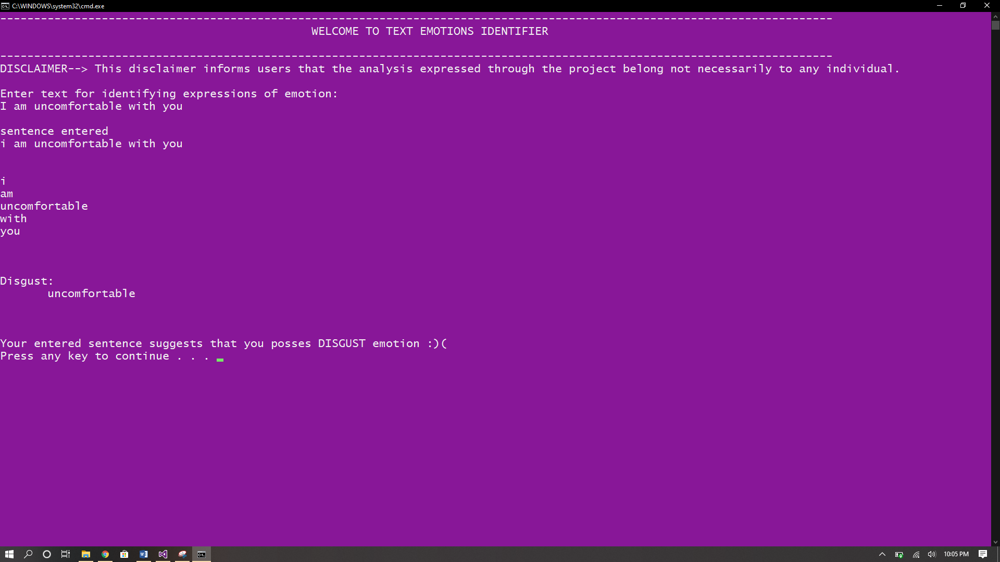 C:\WINDOWS\system32\cmd.exe
---------------------------------------------------------------------------------------------------------------------------
WELCOME TO TEXT EMOTIONS IDENTIFIER
---------------------------------------------------------------------------------------------------------------------------
DISCLAIMER--> This disclaimer informs users that the analysis expressed through the project belong not necessarily to any individual.
Enter text for identifying expressions of emotion:
I am uncomfortable with you
sentence entered
i am uncomfortable with you
i
am
uncomfortable
with
you
Disgust:
uncomfortable
Your entered sentence suggests that you posses DISGUST emotion :)(
Press any key to continue . . .
10:05 PM